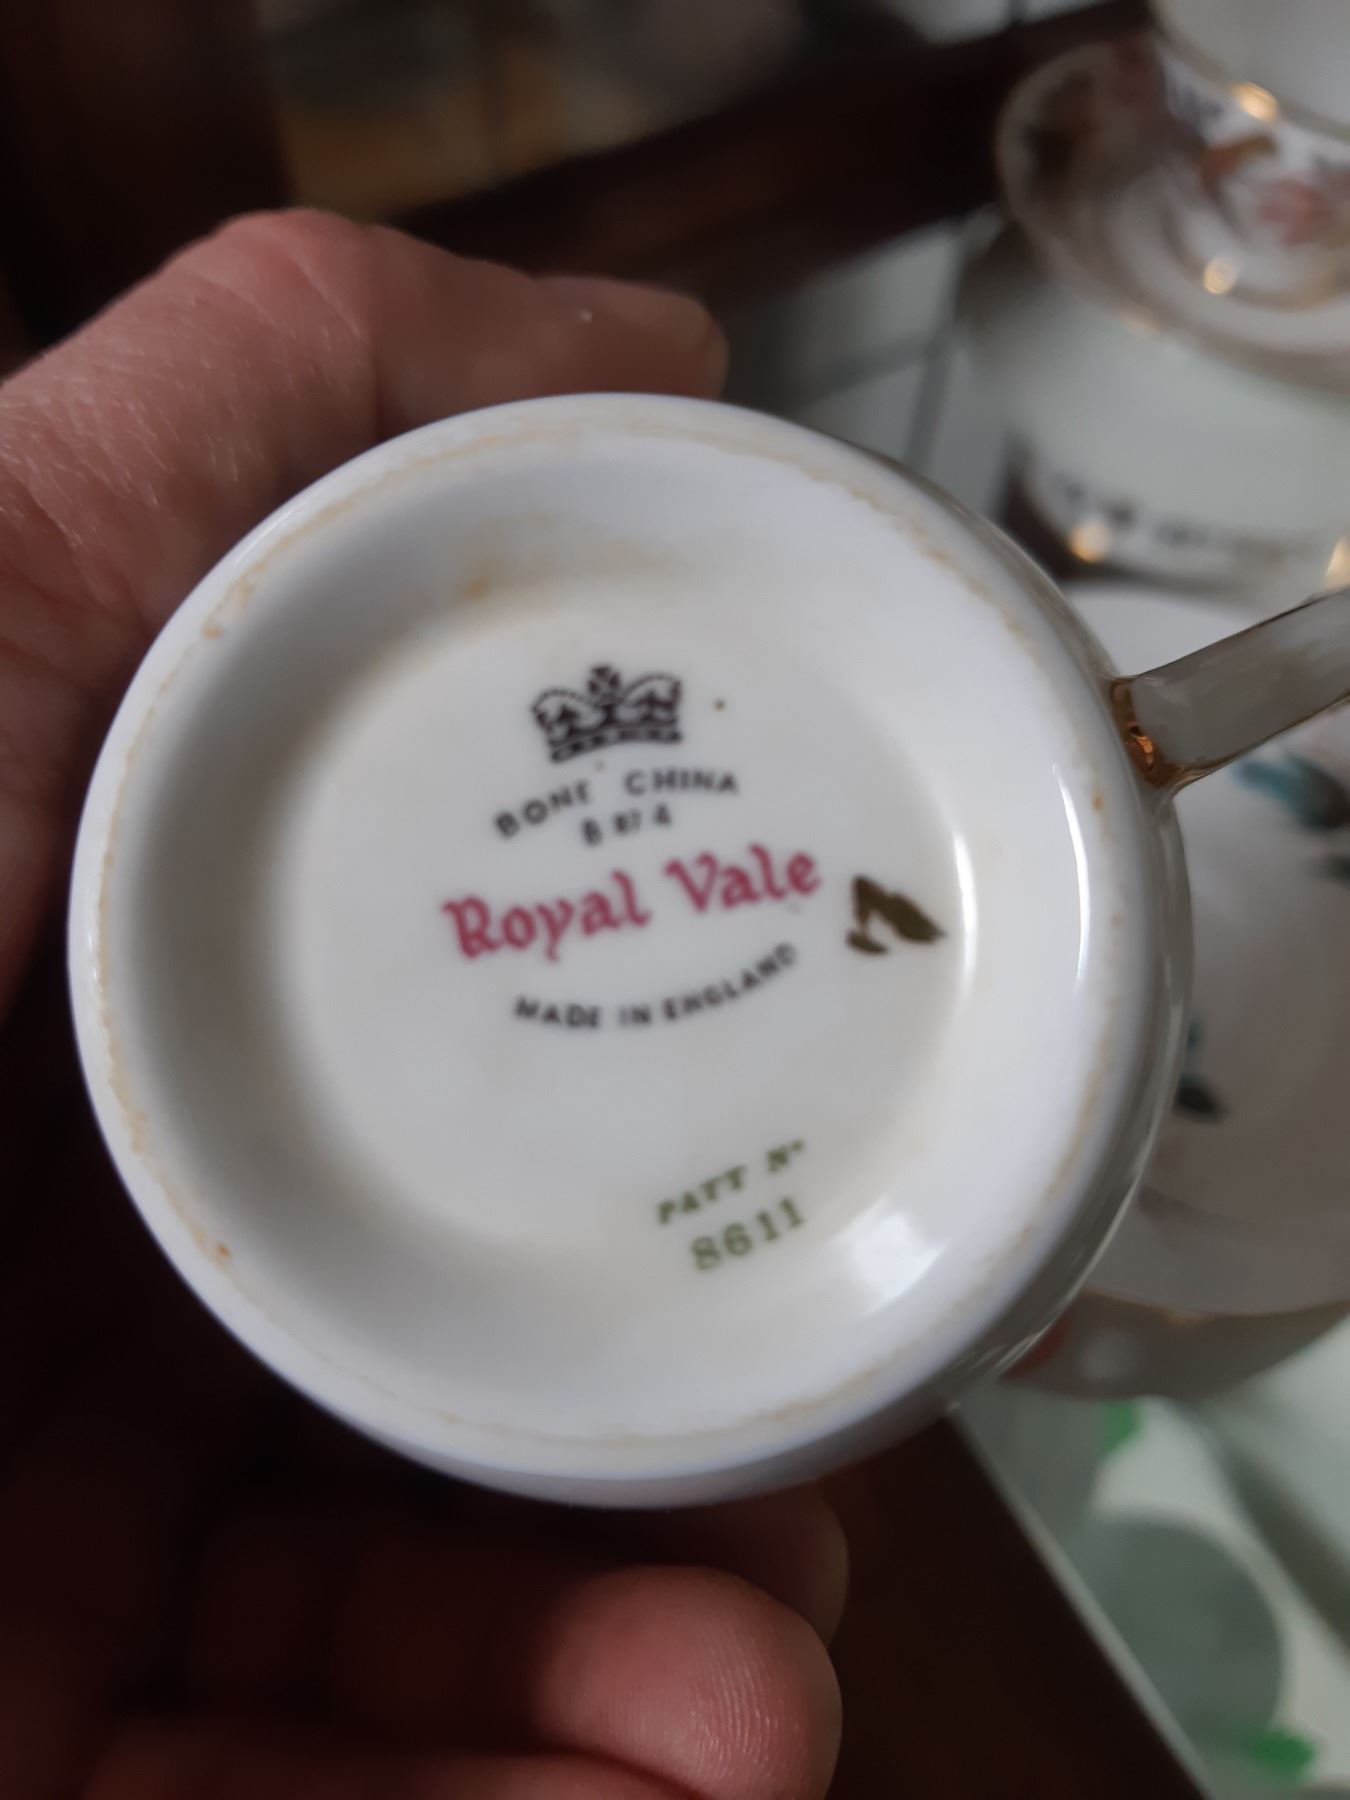 BONE CHINA
Royal Vale
MADE IN ENGLAND
PATT Nº
8611